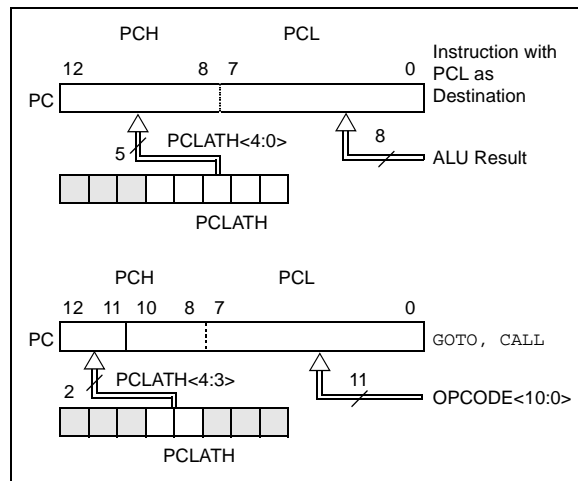 PCH PCL
12 8 7 0
Instruction with
PCL as
Destination
PC
5 PCLATH<4:0>
8
ALU Result
PCLATH
PCH PCL
12 11 10 8 7 0
PC
GOTO, CALL
2 PCLATH<4:3>
11
OPCODE<10:0>
PCLATH